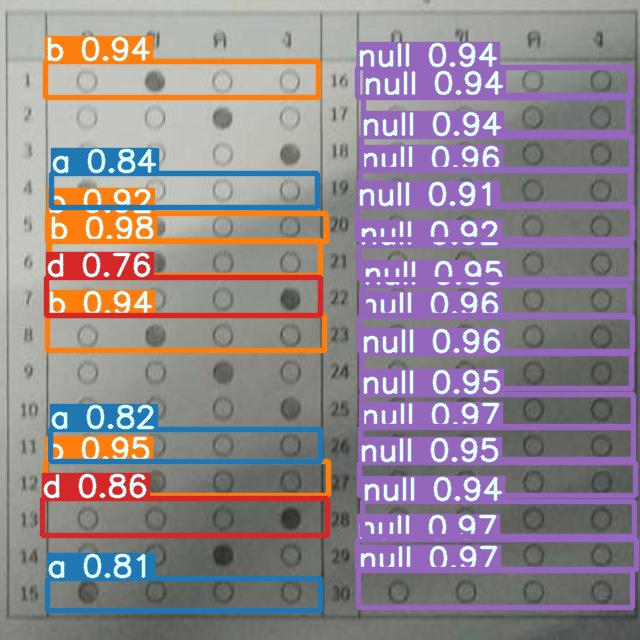 ค ง ค ง
b 0.94 null 0.94
1 16 null 0.94
2 17 null 0.94
3 18 null 0.96
a 0.84
4 19 null 0.91
b 0.92
5 20 null 0.92
b 0.98
6 21 null 0.95
d 0.76
7 22 null 0.96
b 0.94
8 23 null 0.96
9 24 null 0.95
10 25 null 0.97
a 0.82
11 26 null 0.95
b 0.95
12 27 null 0.94
d 0.86
13 28 null 0.97
14 29 null 0.97
a 0.81
15 30